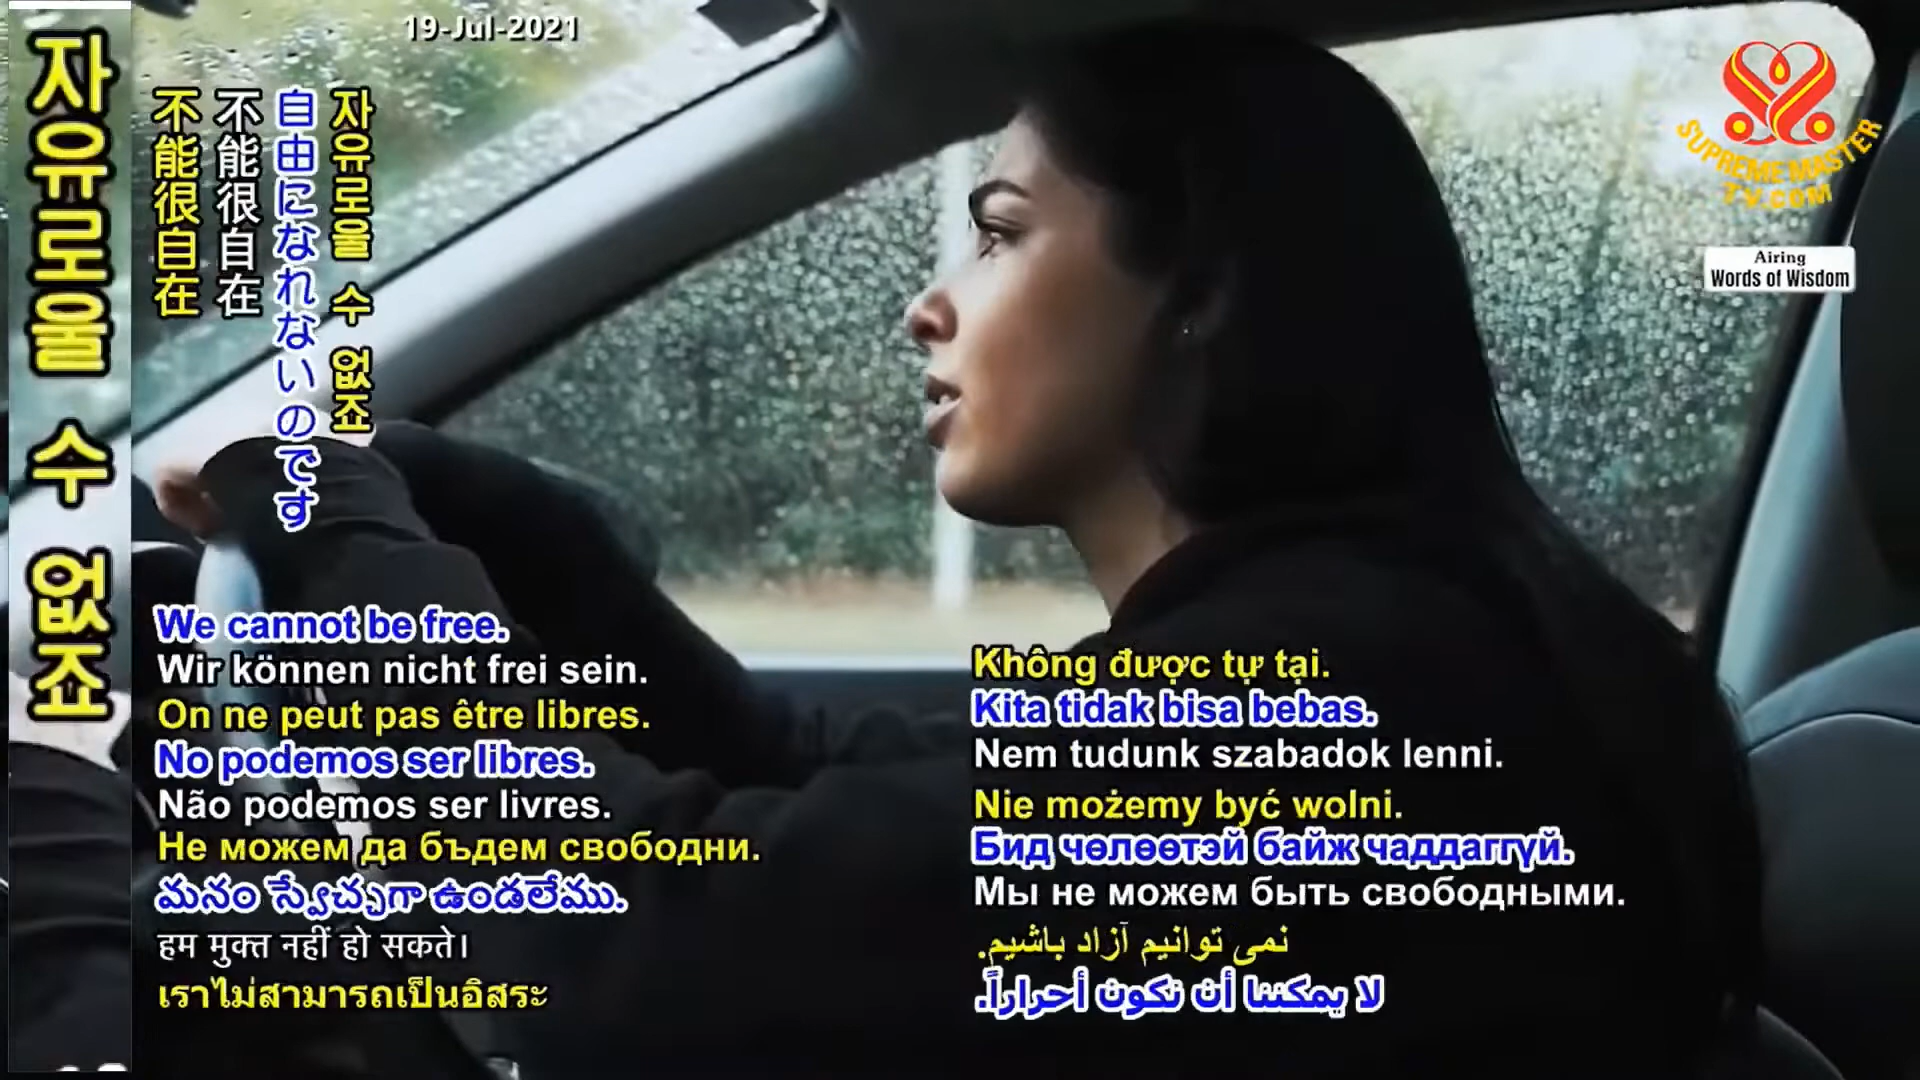 19-Jul-2021
자유로울 수 없죠
不能很自在
不能很自在
自由になれないのです
자유로울 수 없죠
SUPREME MASTER
TV.COM
Airing
Words of Wisdom
We cannot be free.
Wir können nicht frei sein.
On ne peut pas être libres.
No podemos ser libres.
Não podemos ser livres.
Не можем да бъдем свободни.
మనం స్వేచ్చగా ఉండలేము.
हम मुक्त नहीं हो सकते।
เราไม่สามารถเป็นอิสระ
Không được tự tại.
Kita tidak bisa bebas.
Nem tudunk szabadok lenni.
Nie możemy być wolni.
Бид чөлөөтэй байж чаддаггүй.
Мы не можем быть свободными.
نمی توانیم آزاد باشیم.
لا يمكننا أن نكون أحراراً.